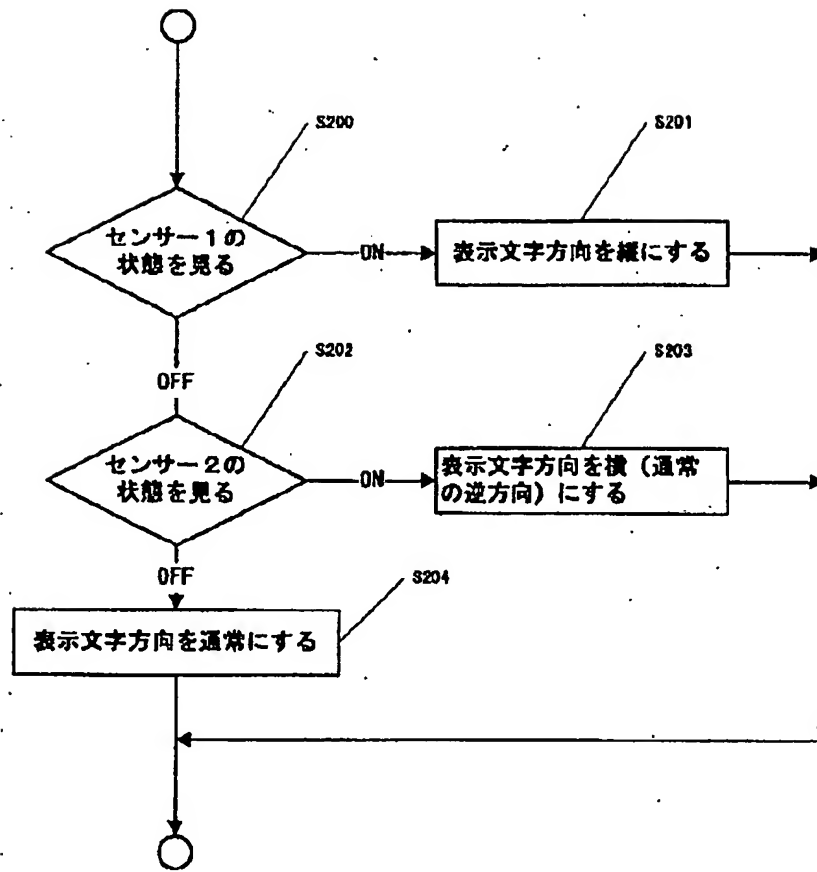 S200
S201
センサー1の
状態を見る
ON
表示文字方向を縦にする
OFF
S202
S203
センサー2の
状態を見る
ON
表示文字方向を横(通常
の逆方向)にする
OFF
S204
表示文字方向を通常にする